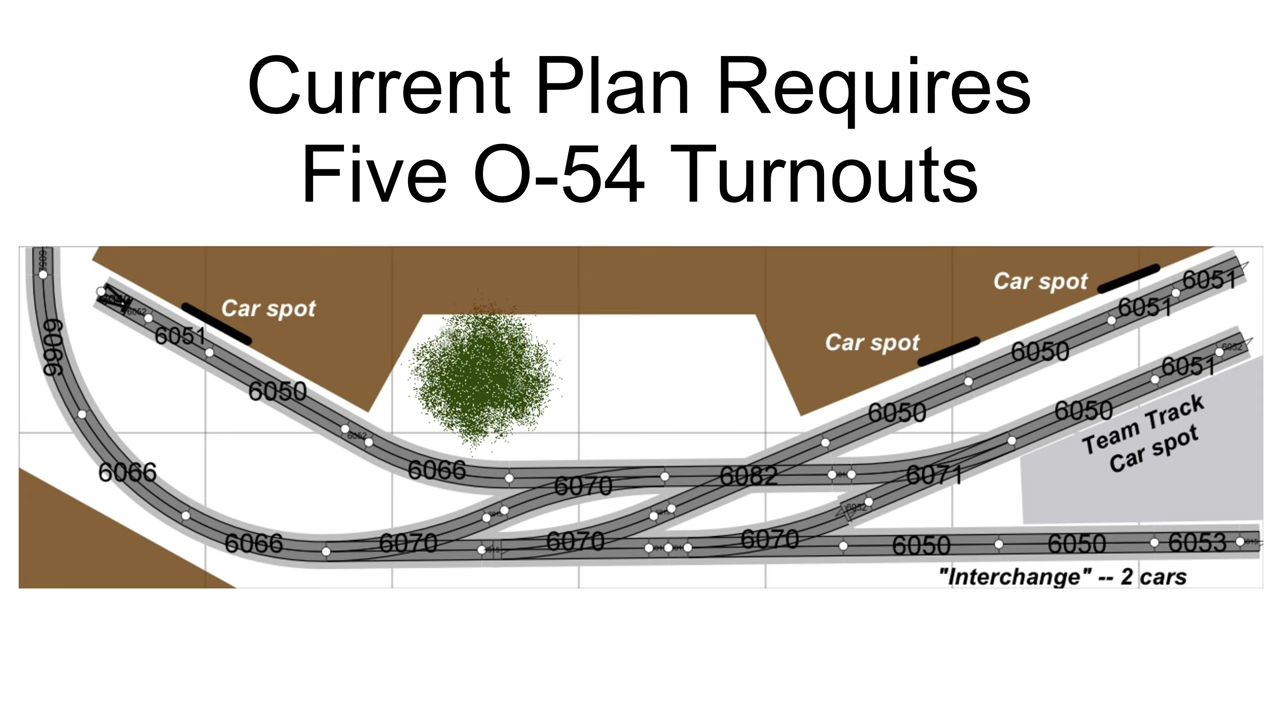 Current Plan Requires
Five O-54 Turnouts
Car spot
6051
6050
6066
6066
6066
6066
6070
6070
6070
6070
6082
6071
Car spot
Car spot
6050
6050
6051
6051
6050
6051
Team Track
Car spot
6050
6050
6053
"Interchange" -- 2 cars